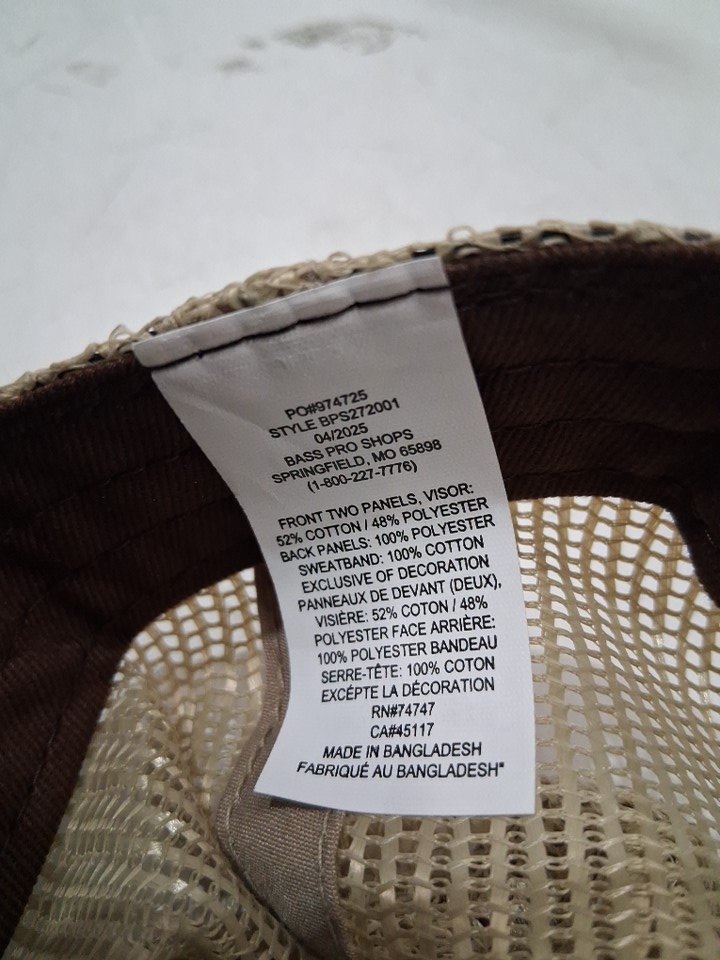 PO#974725
STYLE BPS272001
04/2025
BASS PRO SHOPS
SPRINGFIELD, MO 65898
(1-800-227-7776)
FRONT TWO PANELS, VISOR:
52% COTTON / 48% POLYESTER
BACK PANELS: 100% POLYESTER
SWEATBAND: 100% COTTON
EXCLUSIVE OF DECORATION
PANNEAUX DE DEVANT (DEUX),
VISIÈRE: 52% COTON / 48%
POLYESTER FACE ARRIÈRE:
100% POLYESTER BANDEAU
SERRE-TÊTE: 100% COTON
EXCÉPTE LA DÉCORATION
RN#74747
CA#45117
MADE IN BANGLADESH
FABRIQUÉ AU BANGLADESH*